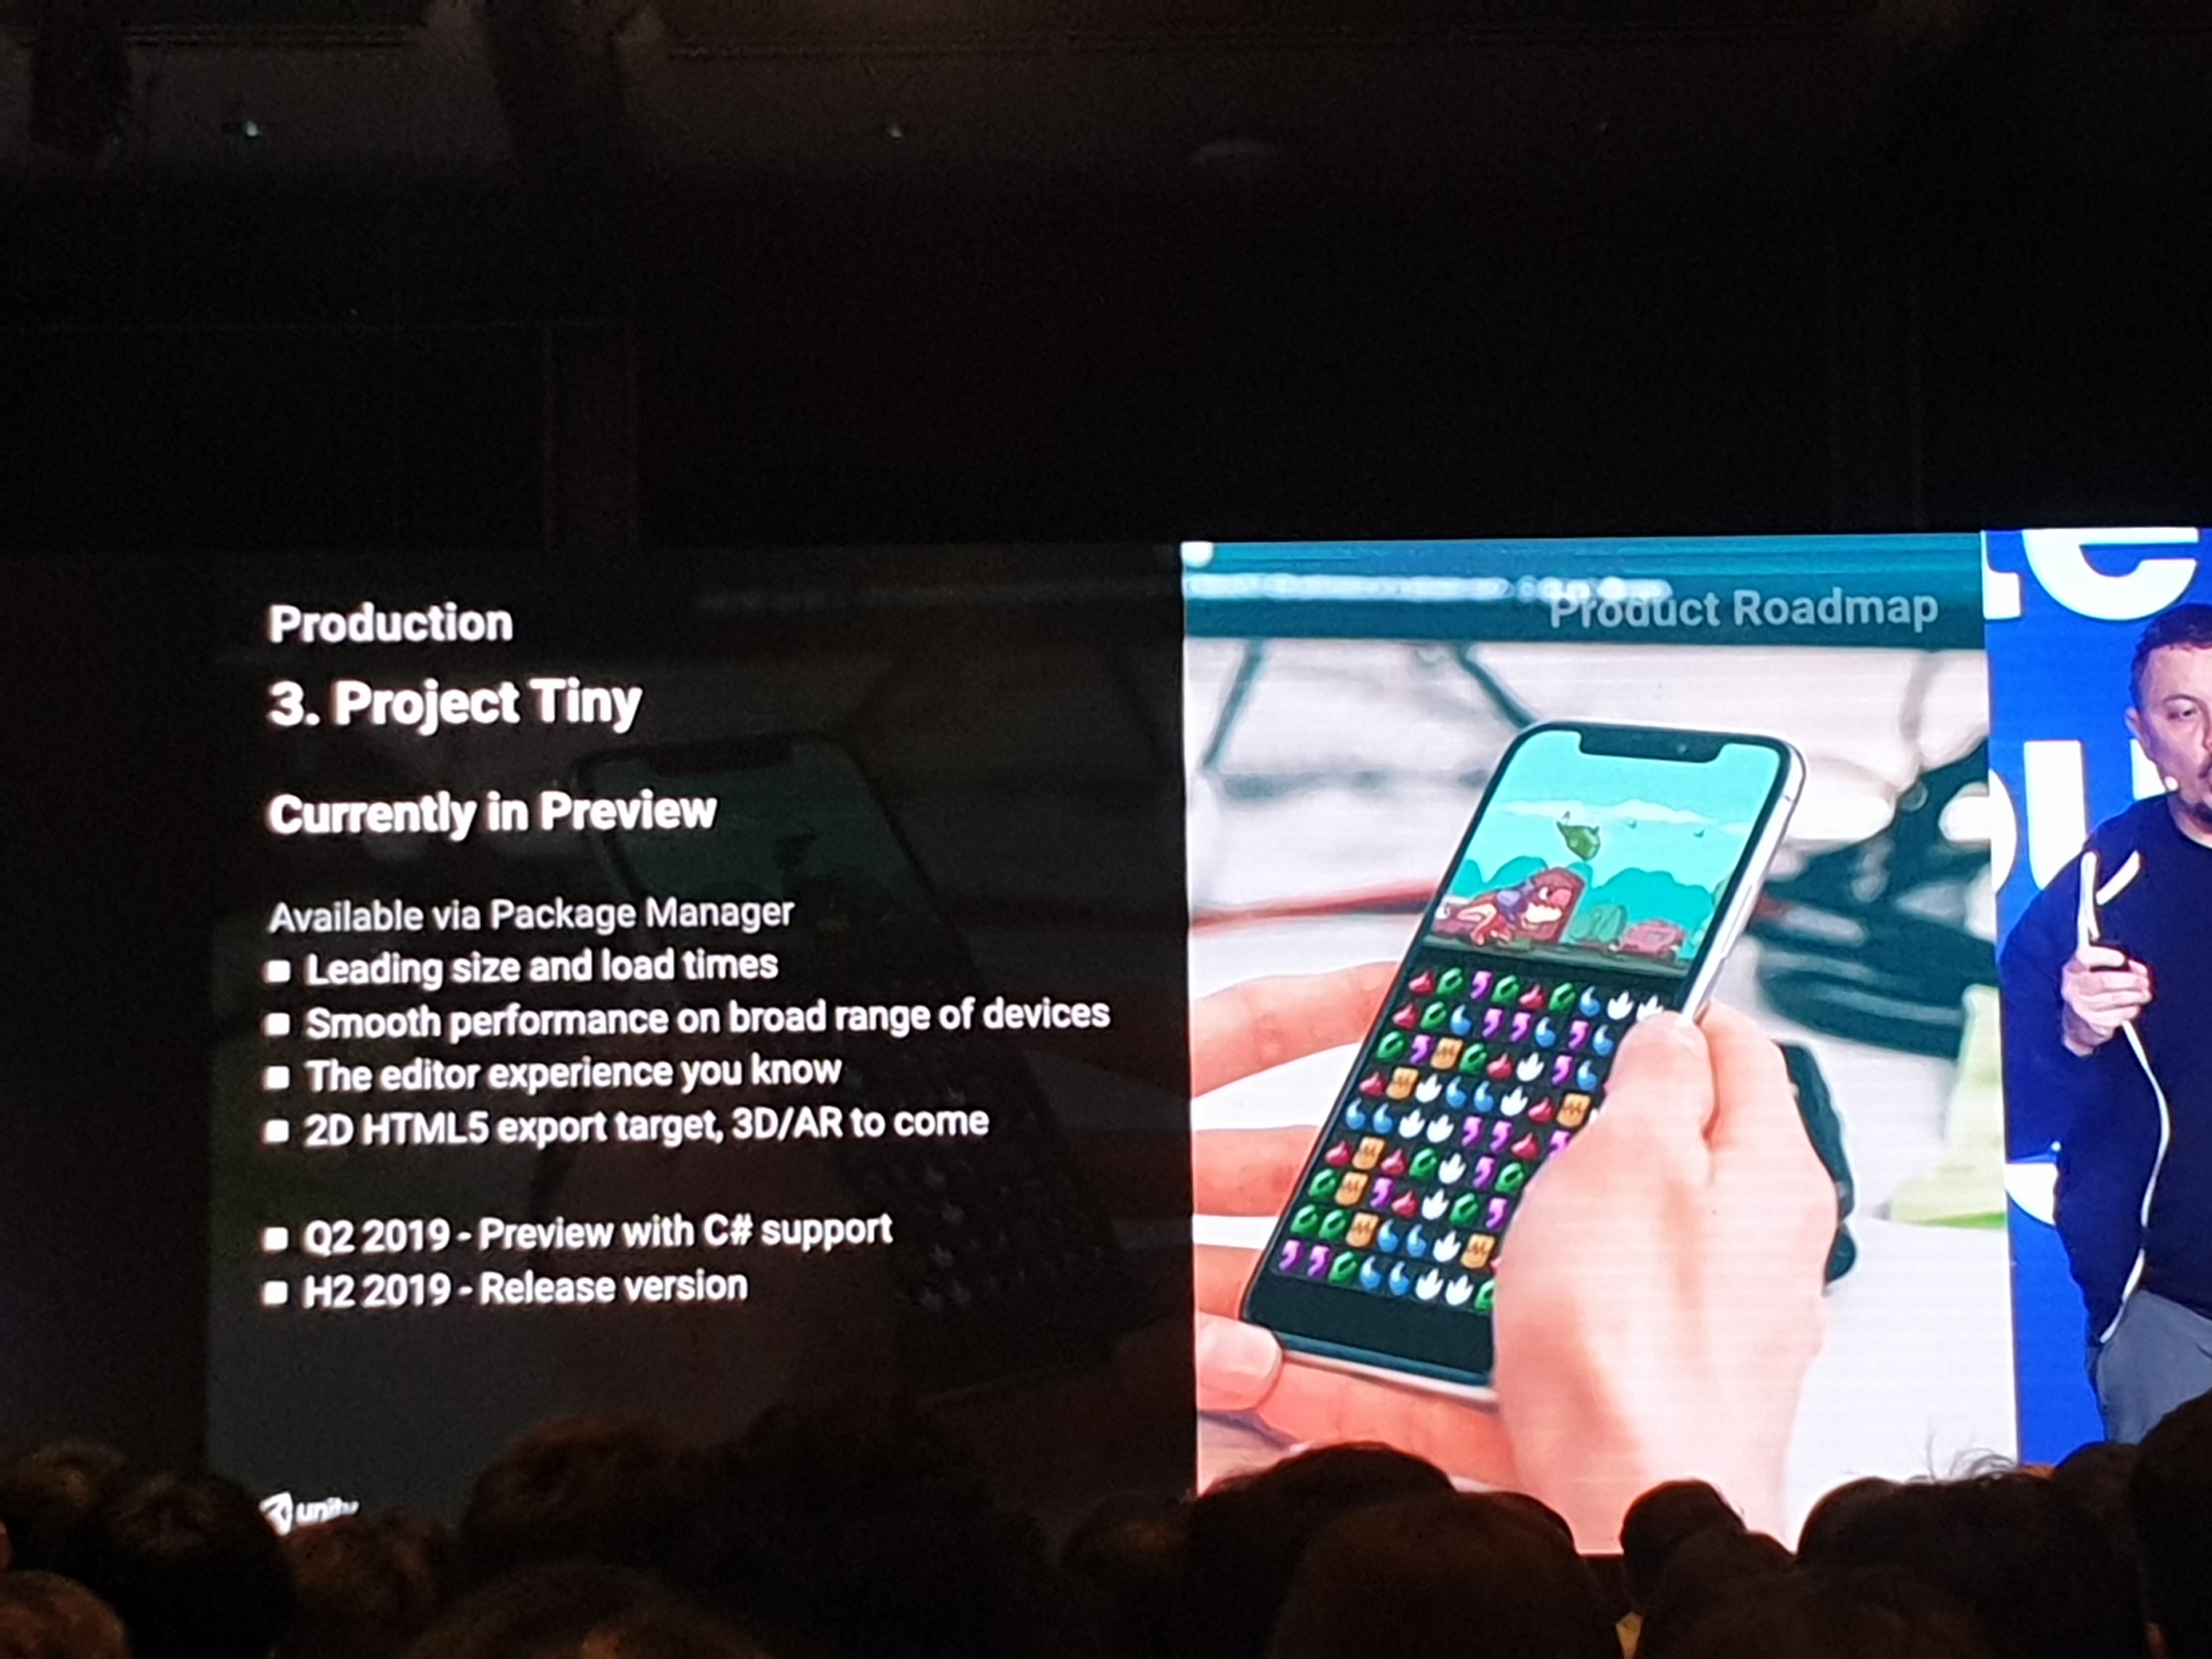 Production
Product Roadmap
3. Project Tiny
Currently in Preview
Available via Package Manager
Leading size and load times
Smooth performance on broad range of devices
The editor experience you know
2D HTML5 export target, 3D/AR to come
Q2 2019 - Preview with C# support
H2 2019 - Release version
unity